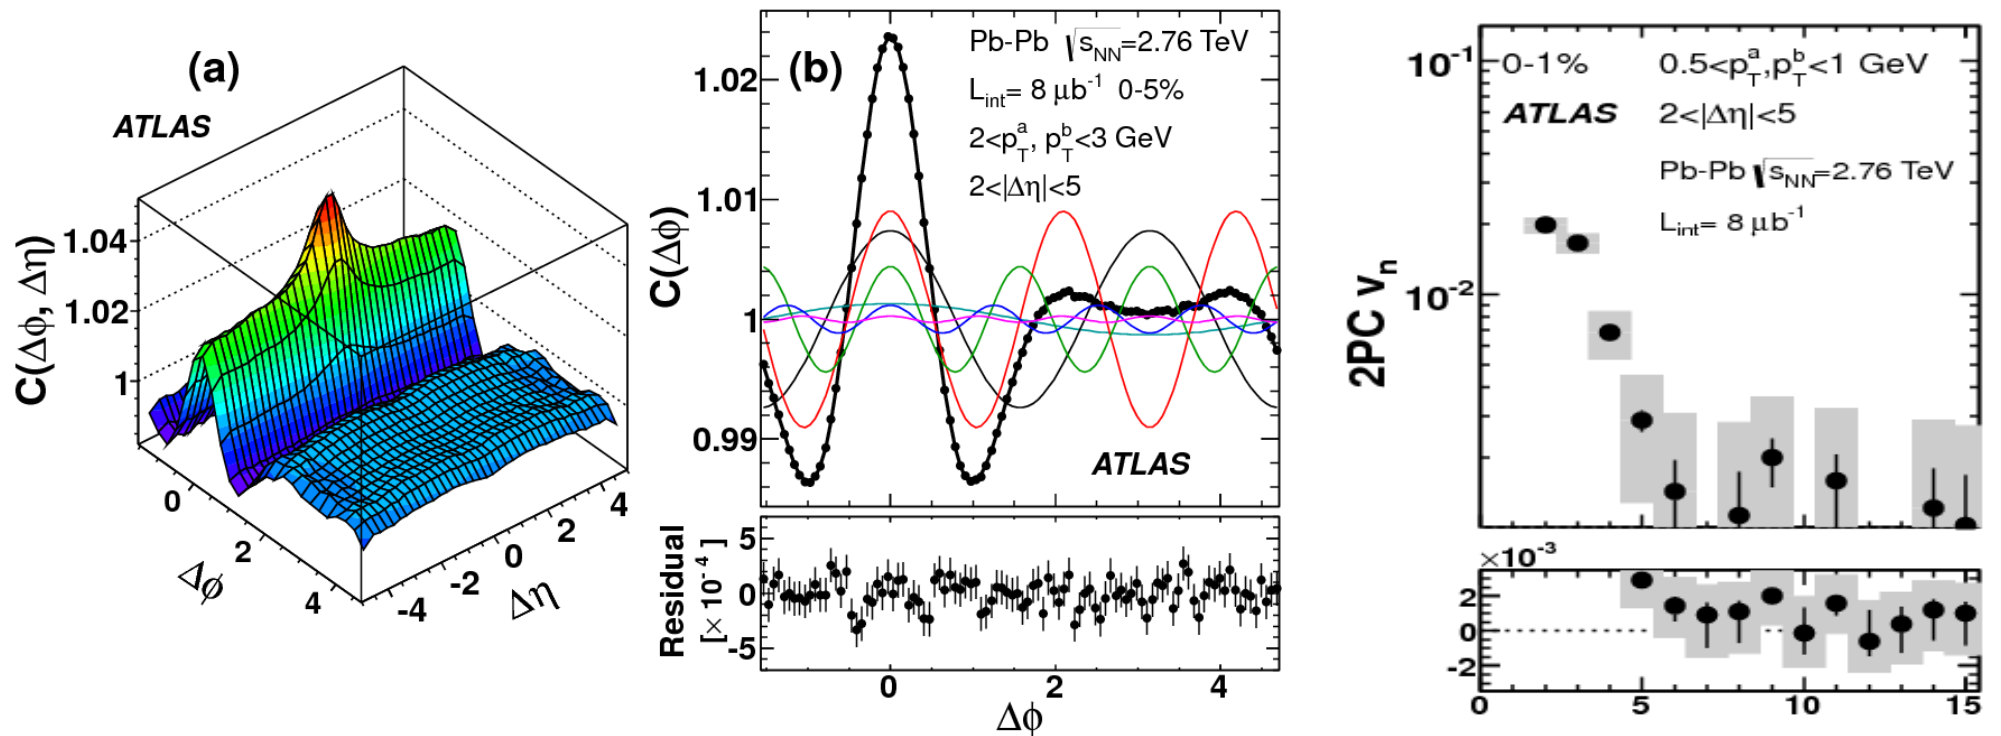 (a)
ATLAS
C(Δϕ, Δη)
1.04
1.02
1
0
2
4
Δϕ
-4
-2
0
2
4
Δη
(b)
Pb-Pb √sNN=2.76 TeV
Lint= 8 μb-1 0-5%
2<pTa, pTb<3 GeV
2<|Δη|<5
C(Δϕ)
1.02
1.01
1
0.99
ATLAS
Residual
[× 10-4 ]
5
0
-5
0
2
4
Δϕ
10-1
0-1%
0.5<pTa,pTb<1 GeV
ATLAS
2<|Δη|<5
Pb-Pb √sNN=2.76 TeV
Lint= 8 μb-1
2PC vn
10-2
×10-3
2
0
-2
0
5
10
15